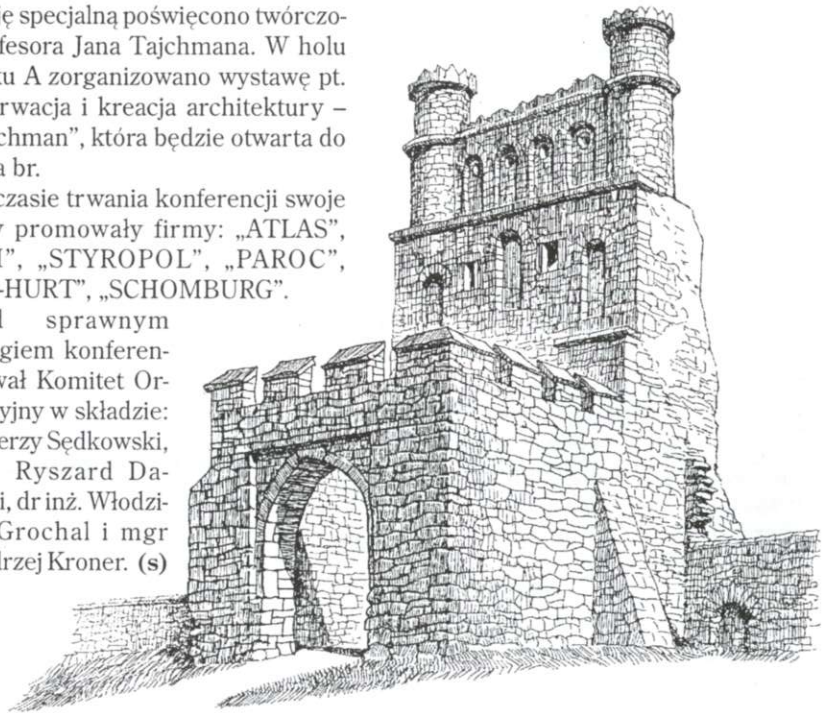 ę specjalną poświęcono twórczo-
fesora Jana Tajchmana. W holu
u A zorganizowano wystawę pt.
rwacja i kreacja architektury –
chman”, która będzie otwarta do
a br.
czasie trwania konferencji swoje
y promowały firmy: „ATLAS”,
I”, „STYROPOL”, „PAROC”,
-HURT”, „SCHOMBURG”.
l sprawnym
giem konferen-
wał Komitet Or-
yjny w składzie:
erzy Sędkowski,
Ryszard Da-
i, dr inż. Włodzi-
Grochal i mgr
drzej Kroner. (s)